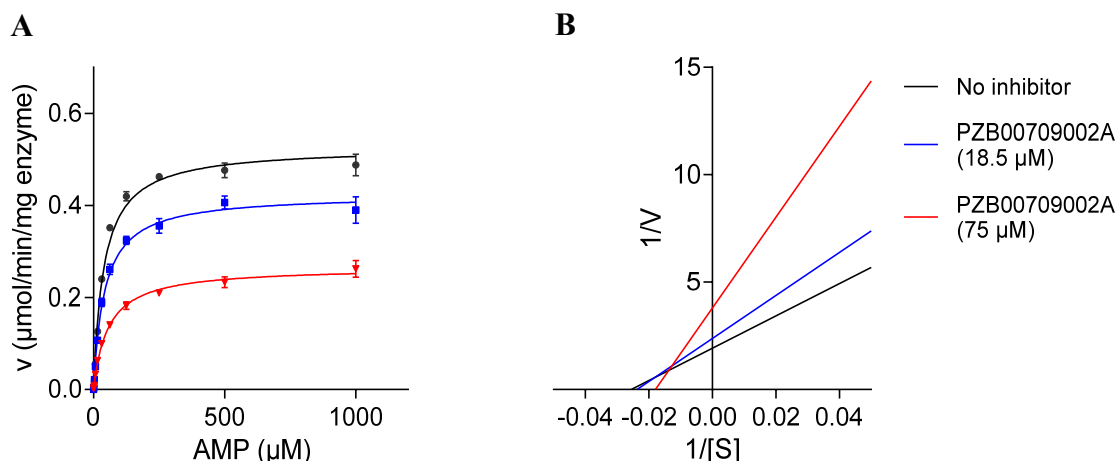 A
B
v (µmol/min/mg enzyme)
0.6
0.4
0.2
0.0
0
500
1000
AMP (µM)
1/V
15
10
5
-0.04
-0.02
0.00
0.02
0.04
1/[S]
No inhibitor
PZB00709002A
(18.5 µM)
PZB00709002A
(75 µM)